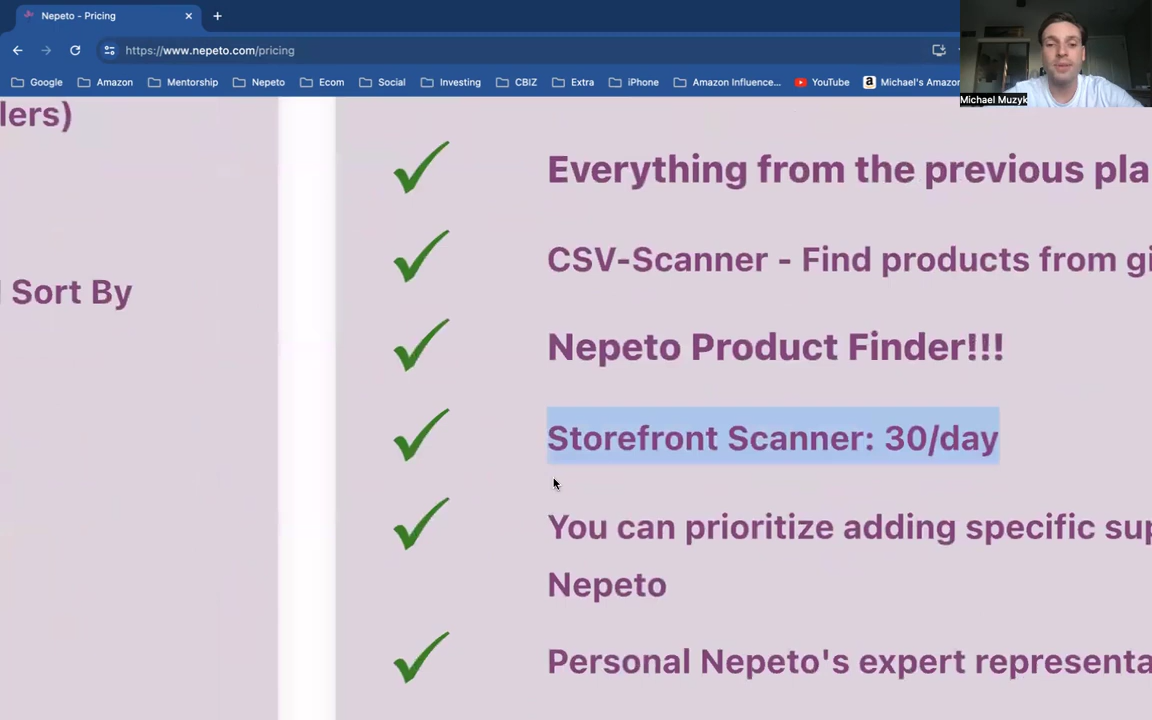 Nepeto - Pricing
https://www.nepeto.com/pricing
Google Amazon Mentorship Nepeto Ecom Social Investing CBIZ Extra iPhone Amazon Influence... YouTube Michael's Amazo
Michael Muzyk
lers)
Everything from the previous pla
CSV-Scanner - Find products from gi
Sort By
Nepeto Product Finder!!!
Storefront Scanner: 30/day
You can prioritize adding specific sup
Nepeto
Personal Nepeto's expert representa